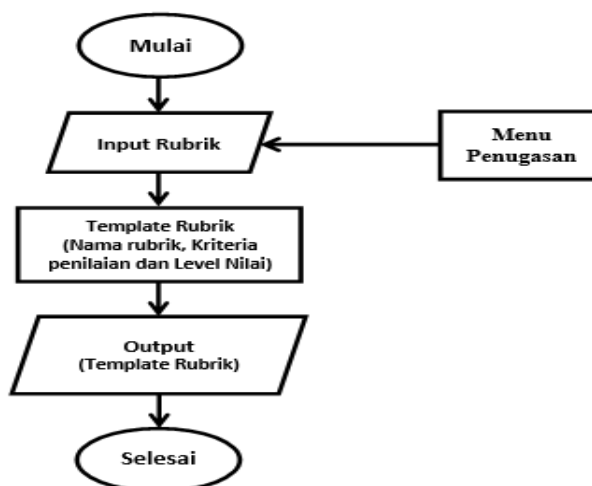 Mulai
Input Rubrik
Menu
Penugasan
Template Rubrik
(Nama rubrik, Kriteria
penilaian dan Level Nilai)
Output
(Template Rubrik)
Selesai